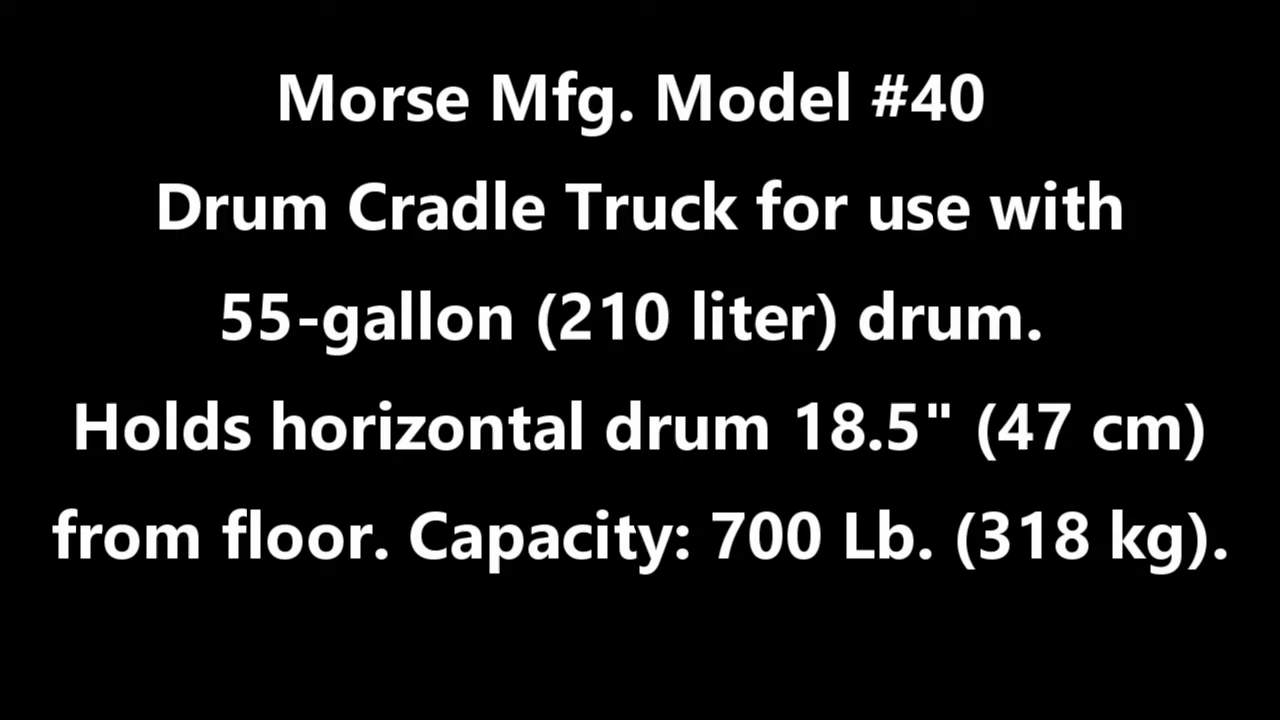 Morse Mfg. Model #40
Drum Cradle Truck for use with
55-gallon (210 liter) drum.
Holds horizontal drum 18.5" (47 cm)
from floor. Capacity: 700 Lb. (318 kg).